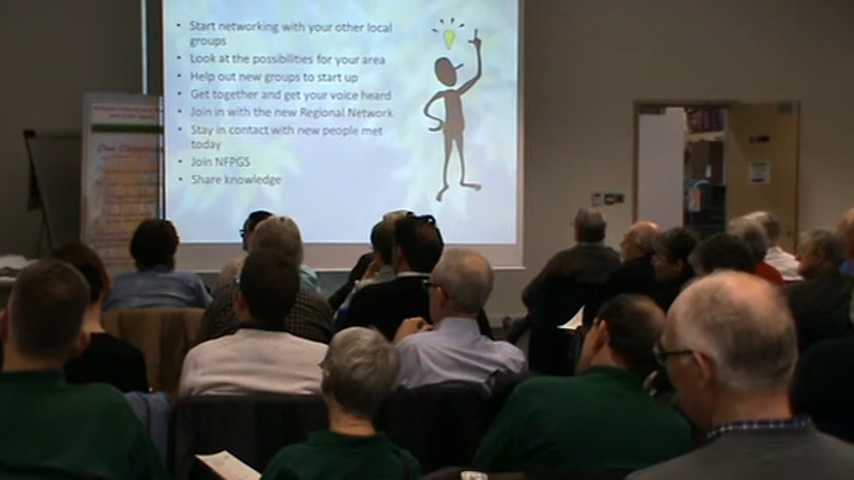 Start networking with your other local
groups
Look at the possibilities for your area
Help out new groups to start up
Get together and get your voice heard
Join in with the new Regional Network
Stay in contact with new people met
today
Join NFPGS
Share knowledge